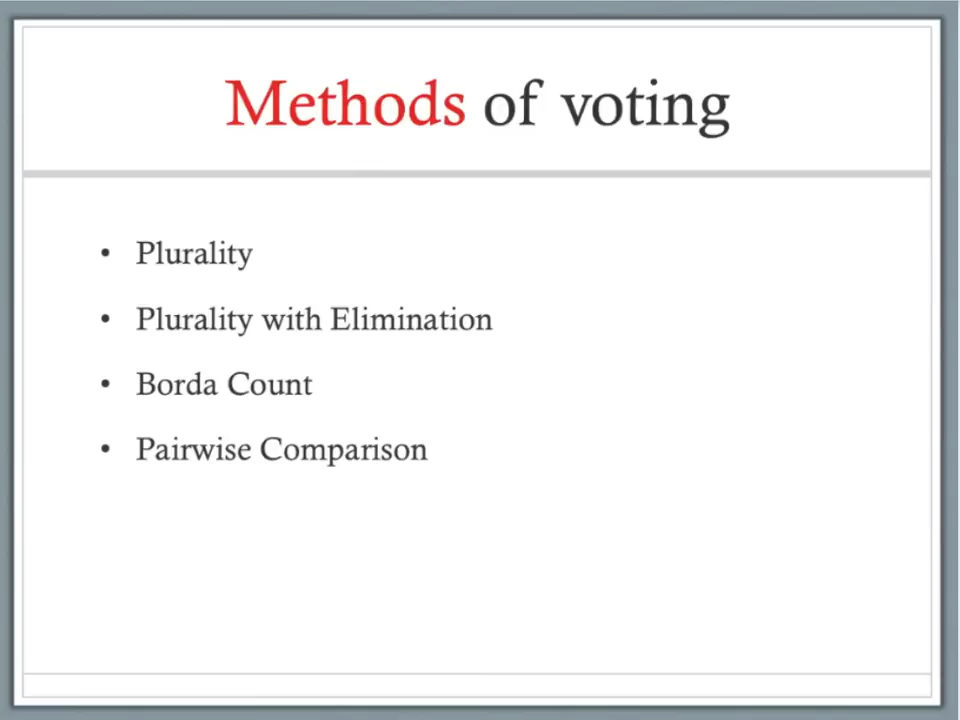 Methods of voting
• Plurality
• Plurality with Elimination
• Borda Count
• Pairwise Comparison